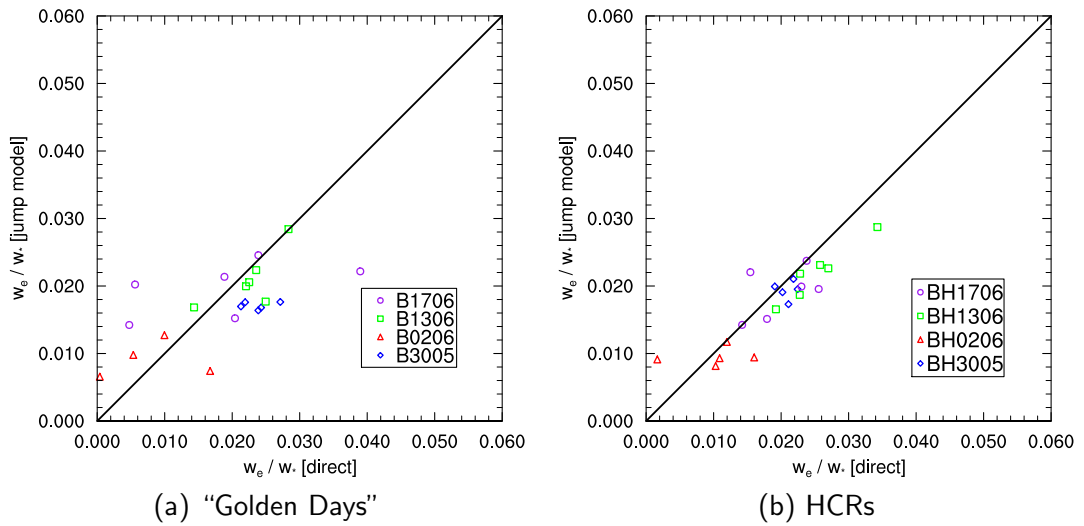 0.060
0.050
0.040
0.030
0.020
0.010
0.000
w_e / w_* [jump model]
0.000 0.010 0.020 0.030 0.040 0.050 0.060
w_e / w_* [direct]
B1706
B1306
B0206
B3005
(a) “Golden Days”
0.060
0.050
0.040
0.030
0.020
0.010
0.000
w_e / w_* [jump model]
0.000 0.010 0.020 0.030 0.040 0.050 0.060
w_e / w_* [direct]
BH1706
BH1306
BH0206
BH3005
(b) HCRs